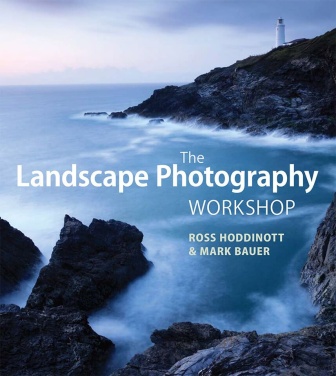 The
Landscape Photography
WORKSHOP
ROSS HODDINOTT
& MARK BAUER